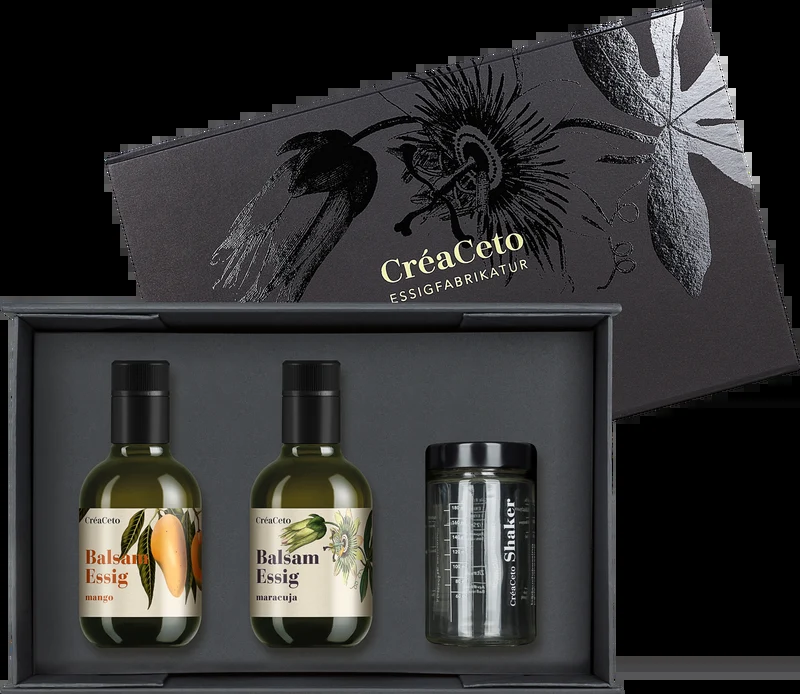 CréaCeto
ESSIGFABRIKATUR
CréaCeto
Balsam
Essig
mango
CréaCeto
Balsam
Essig
maracuja
CréaCeto Shaker